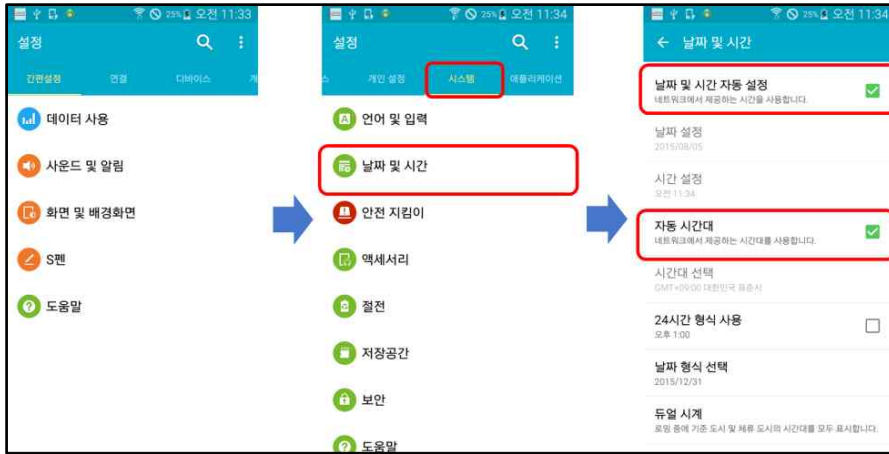 25% 오전 11:33
설정
간편설정 연결 디바이스 개
데이터 사용
사운드 및 알림
화면 및 배경화면
S펜
도움말
25% 오전 11:34
설정
스 개인 설정 시스템 애플리케이션
언어 및 입력
날짜 및 시간
안전 지킴이
액세서리
절전
저장공간
보안
도움말
25% 오전 11:34
날짜 및 시간
날짜 및 시간 자동 설정
네트워크에서 제공하는 시간을 사용합니다.
날짜 설정
2015/08/05
시간 설정
오전 11:34
자동 시간대
네트워크에서 제공하는 시간대를 사용합니다.
시간대 선택
GMT+09:00 대한민국 표준시
24시간 형식 사용
오후 1:00
날짜 형식 선택
2015/12/31
듀얼 시계
로밍 중에 기준 도시 및 체류 도시의 시간대를 모두 표시합니다.